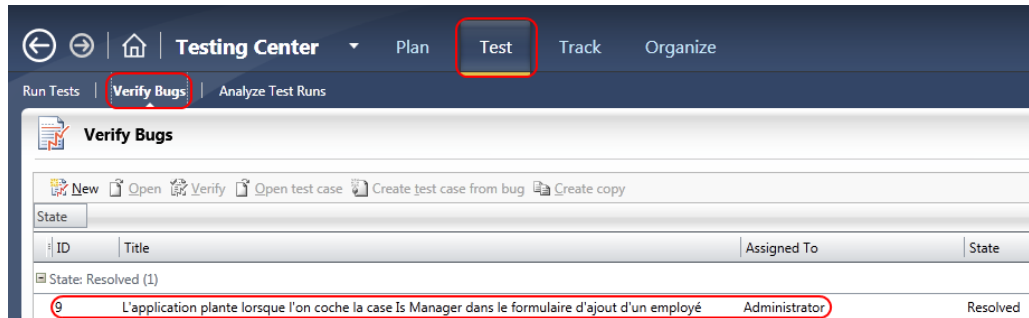 Testing Center Plan Test Track Organize
Run Tests | Verify Bugs | Analyze Test Runs
Verify Bugs
New Open Verify Open test case Create test case from bug Create copy
State
ID Title Assigned To State
State: Resolved (1)
9 L'application plante lorsque l'on coche la case Is Manager dans le formulaire d'ajout d'un employé Administrator Resolved